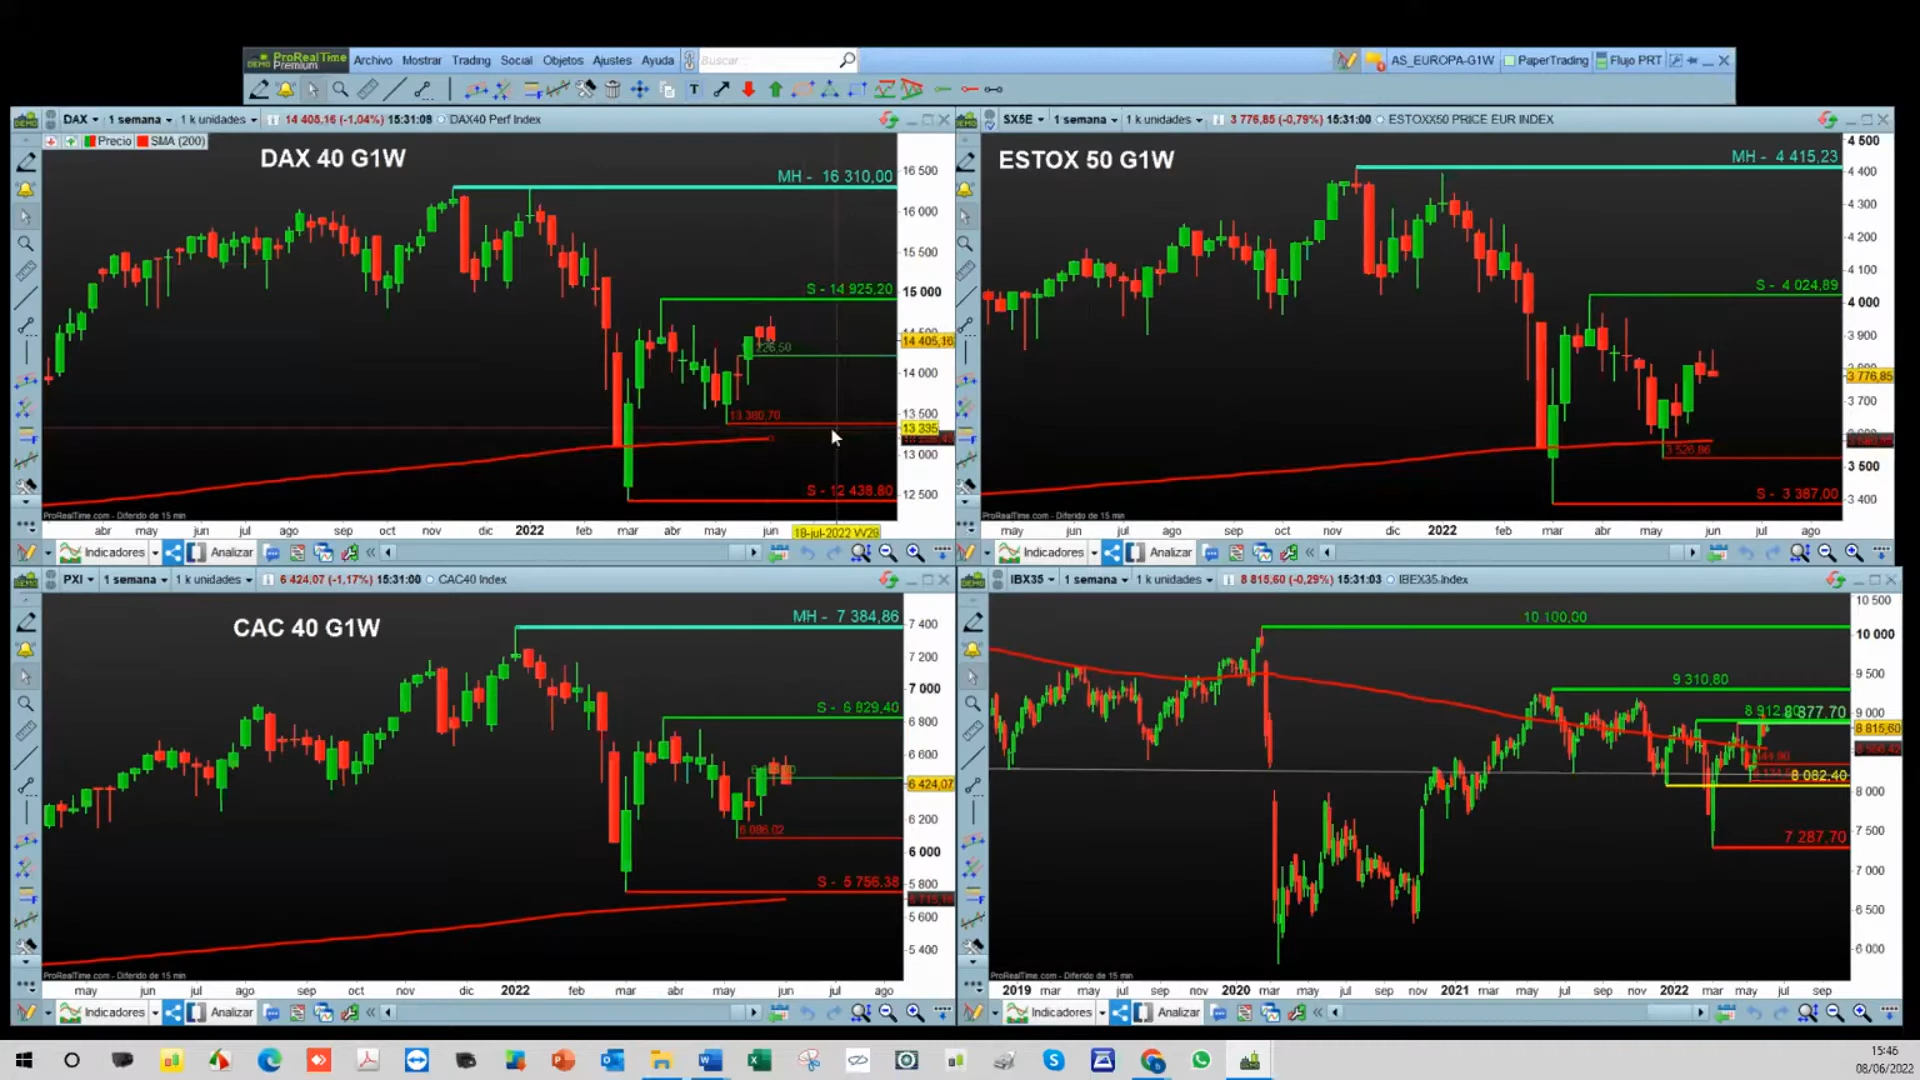 ProRealTime
Premium
DEMO
Archivo Mostrar Trading Social Objetos Ajustes Ayuda
Buscar
AS_EUROPA-G1W PaperTrading Flujo PRT
DAX 1 semana 1 k unidades 14 405,16 (-1,04%) 15:31:08 DAX40 Perf Index
Precio SMA (200)
DAX 40 G1W
MH - 16 310,00
S - 14 925,20
13 380,70
S - 12 438,80
16 500
16 000
15 500
15 000
14 405,16
14 000
13 500
13 335
13 000
12 500
ProRealTime.com - Diferido de 15 min
abr may jun jul ago sep oct nov dic 2022 feb mar abr may jun
Indicadores Analizar
SX5E 1 semana 1 k unidades 3 776,85 (-0,79%) 15:31:00 ESTOXX50 PRICE EUR INDEX
ESTOX 50 G1W
MH - 4 415,23
S - 4 024,89
3 526,86
S - 3 387,00
4 500
4 400
4 300
4 200
4 100
4 000
3 900
3 776,85
3 700
3 500
3 400
ProRealTime.com - Diferido de 15 min
may jun jul ago sep oct nov dic 2022 feb mar abr may jun jul ago
Indicadores Analizar
PXI 1 semana 1 k unidades 6 424,07 (-1,17%) 15:31:00 CAC40 Index
CAC 40 G1W
MH - 7 384,86
S - 6 829,40
6 086,02
S - 5 756,38
7 400
7 200
7 000
6 800
6 600
6 424,07
6 200
6 000
5 800
5 600
5 400
ProRealTime.com - Diferido de 15 min
may jun jul ago sep oct nov dic 2022 feb mar abr may jun jul ago
Indicadores Analizar
IBX35 1 semana 1 k unidades 8 815,60 (-0,29%) 15:31:03 IBEX35 Index
10 100,00
9 310,80
8 877,70
8 082,40
7 287,70
10 500
10 000
9 500
9 000
8 815,60
8 000
7 500
7 000
6 500
6 000
ProRealTime.com - Diferido de 15 min
2019 mar may jul sep nov 2020 mar may jul sep nov 2021 mar may jul sep nov 2022 mar may jul sep
Indicadores Analizar
15:46
08/06/2022